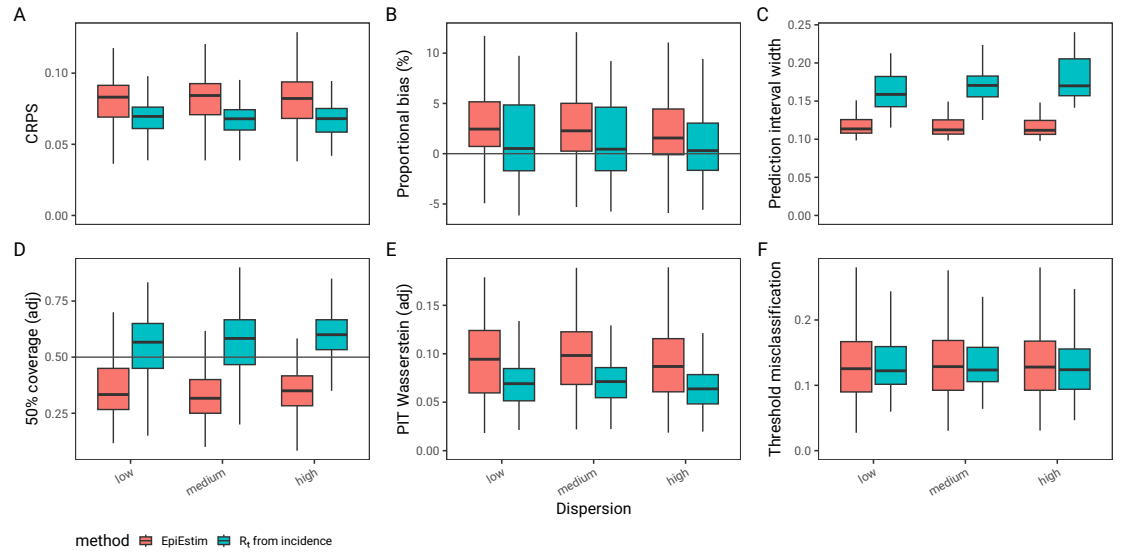 A
B
C
CRPS
0.10
0.05
0.00
Proportional bias (%)
10
5
0
-5
Prediction interval width
0.25
0.20
0.15
0.10
0.05
0.00
D
E
F
50% coverage (adj)
0.75
0.50
0.25
low
medium
high
PIT Wasserstein (adj)
0.15
0.10
0.05
0.00
low
medium
high
Threshold misclassification
0.2
0.1
0.0
low
medium
high
Dispersion
method EpiEstim Rt from incidence